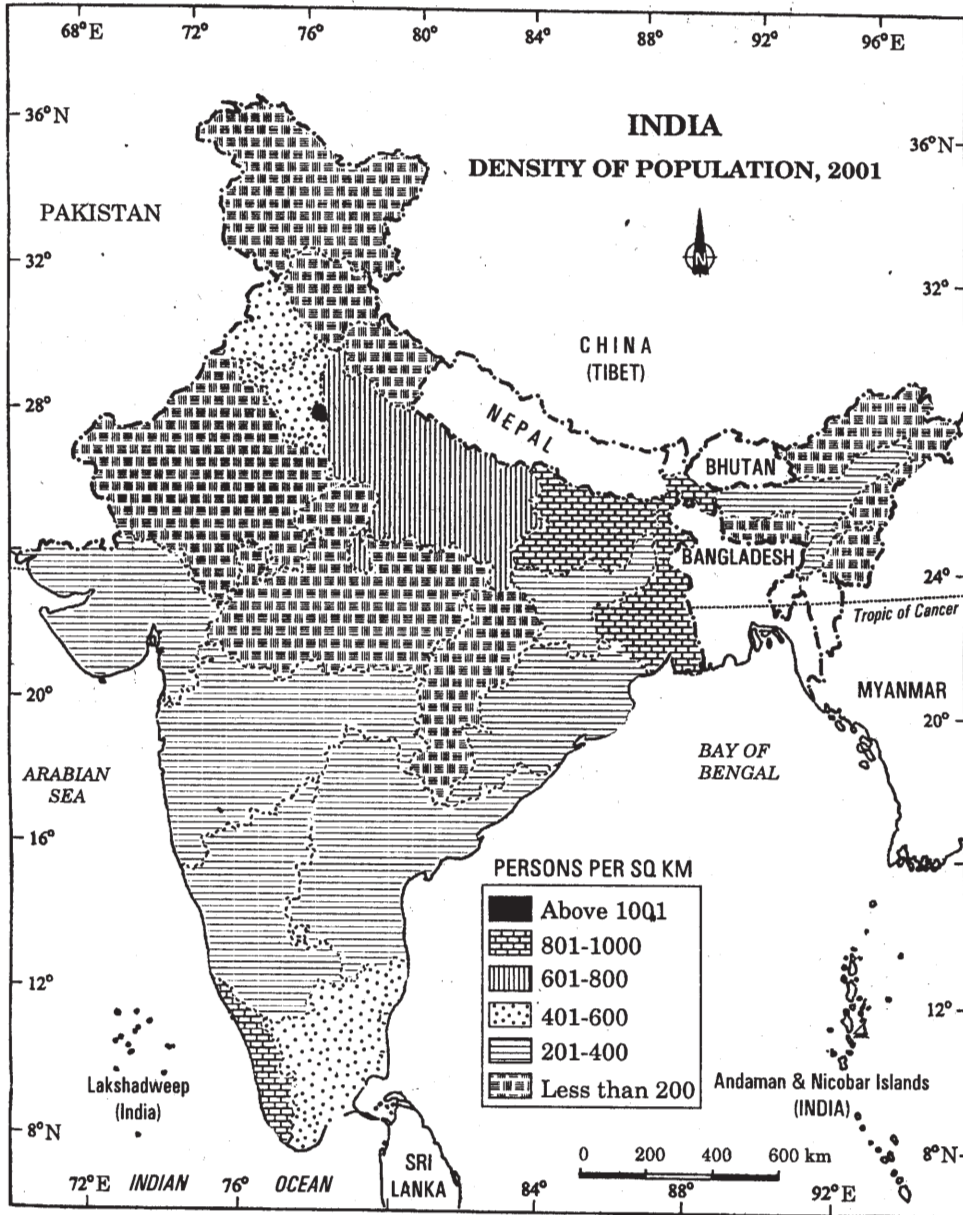 68°E 72° 76° 80° 84° 88° 92° 96°E
36°N
INDIA
DENSITY OF POPULATION, 2001
36°N
PAKISTAN
N
32°
32°
CHINA
(TIBET)
28°
NEPAL
28°
BHUTAN
BANGLADESH
24°
24°
Tropic of Cancer
MYANMAR
20°
20°
ARABIAN
SEA
BAY OF
BENGAL
16°
16°
PERSONS PER SQ KM
Above 1001
801-1000
601-800
401-600
201-400
Less than 200
12°
12°
Lakshadweep
(India)
Andaman & Nicobar Islands
(INDIA)
8°N
SRI
LANKA
0 200 400 600 km
8°N
72°E INDIAN 76° OCEAN 84° 88° 92°E